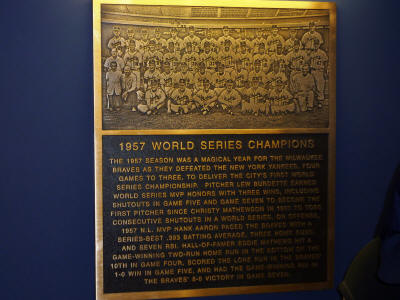 1957 WORLD SERIES CHAMPIONS
THE 1957 SEASON WAS A MAGICAL YEAR FOR THE MILWAUKEE
BRAVES AS THEY DEFEATED THE NEW YORK YANKEES, FOUR
GAMES TO THREE, TO DELIVER THE CITY'S FIRST WORLD
SERIES CHAMPIONSHIP. PITCHER LEW BURDETTE EARNED
WORLD SERIES MVP HONORS WITH THREE WINS, INCLUDING
SHUTOUTS IN GAME FIVE AND GAME SEVEN TO BECOME THE
FIRST PITCHER SINCE CHRISTY MATHEWSON IN 1905 TO TOSS
CONSECUTIVE SHUTOUTS IN A WORLD SERIES. ON OFFENSE,
1957 N.L. MVP HANK AARON PACED THE BRAVES WITH A
SERIES-BEST .393 BATTING AVERAGE, THREE HOME RUNS,
AND SEVEN RBI. HALL-OF-FAMER EDDIE MATHEWS HIT A
GAME-WINNING TWO-RUN HOME RUN IN THE BOTTOM OF THE
10TH IN GAME FOUR, SCORED THE LONE RUN IN THE BRAVES'
1-0 WIN IN GAME FIVE, AND HAD THE GAME-WINNING RBI IN
THE BRAVES' 5-0 VICTORY IN GAME SEVEN.